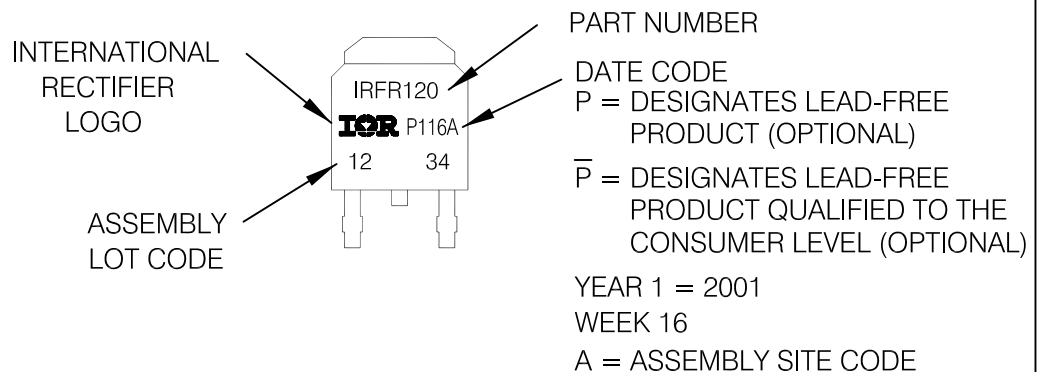 INTERNATIONAL
RECTIFIER
LOGO
ASSEMBLY
LOT CODE
IRFR120
IOR P116A
12 34
PART NUMBER
DATE CODE
P = DESIGNATES LEAD-FREE
PRODUCT (OPTIONAL)
P̅ = DESIGNATES LEAD-FREE
PRODUCT QUALIFIED TO THE
CONSUMER LEVEL (OPTIONAL)
YEAR 1 = 2001
WEEK 16
A = ASSEMBLY SITE CODE